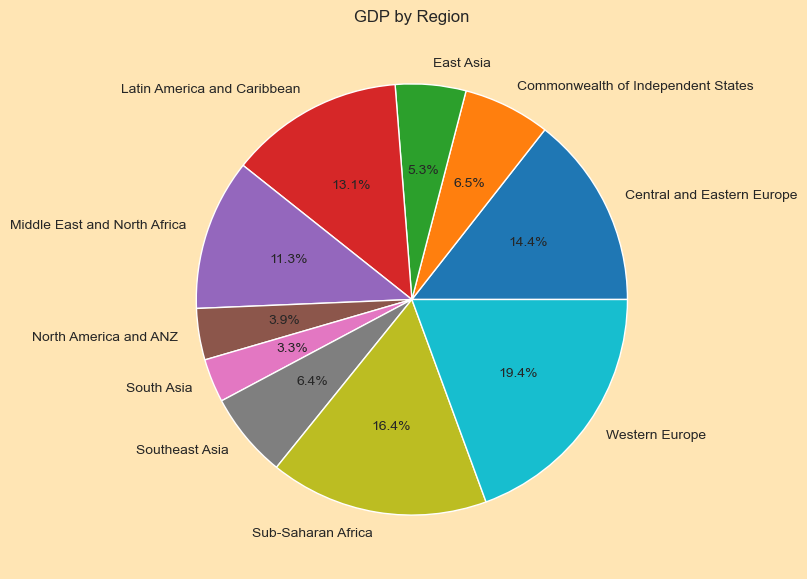 GDP by Region
East Asia
Commonwealth of Independent States
Latin America and Caribbean
5.3%
6.5%
13.1%
Central and Eastern Europe
Middle East and North Africa
14.4%
11.3%
3.9%
North America and ANZ
3.3%
19.4%
6.4%
South Asia
16.4%
Western Europe
Southeast Asia
Sub-Saharan Africa